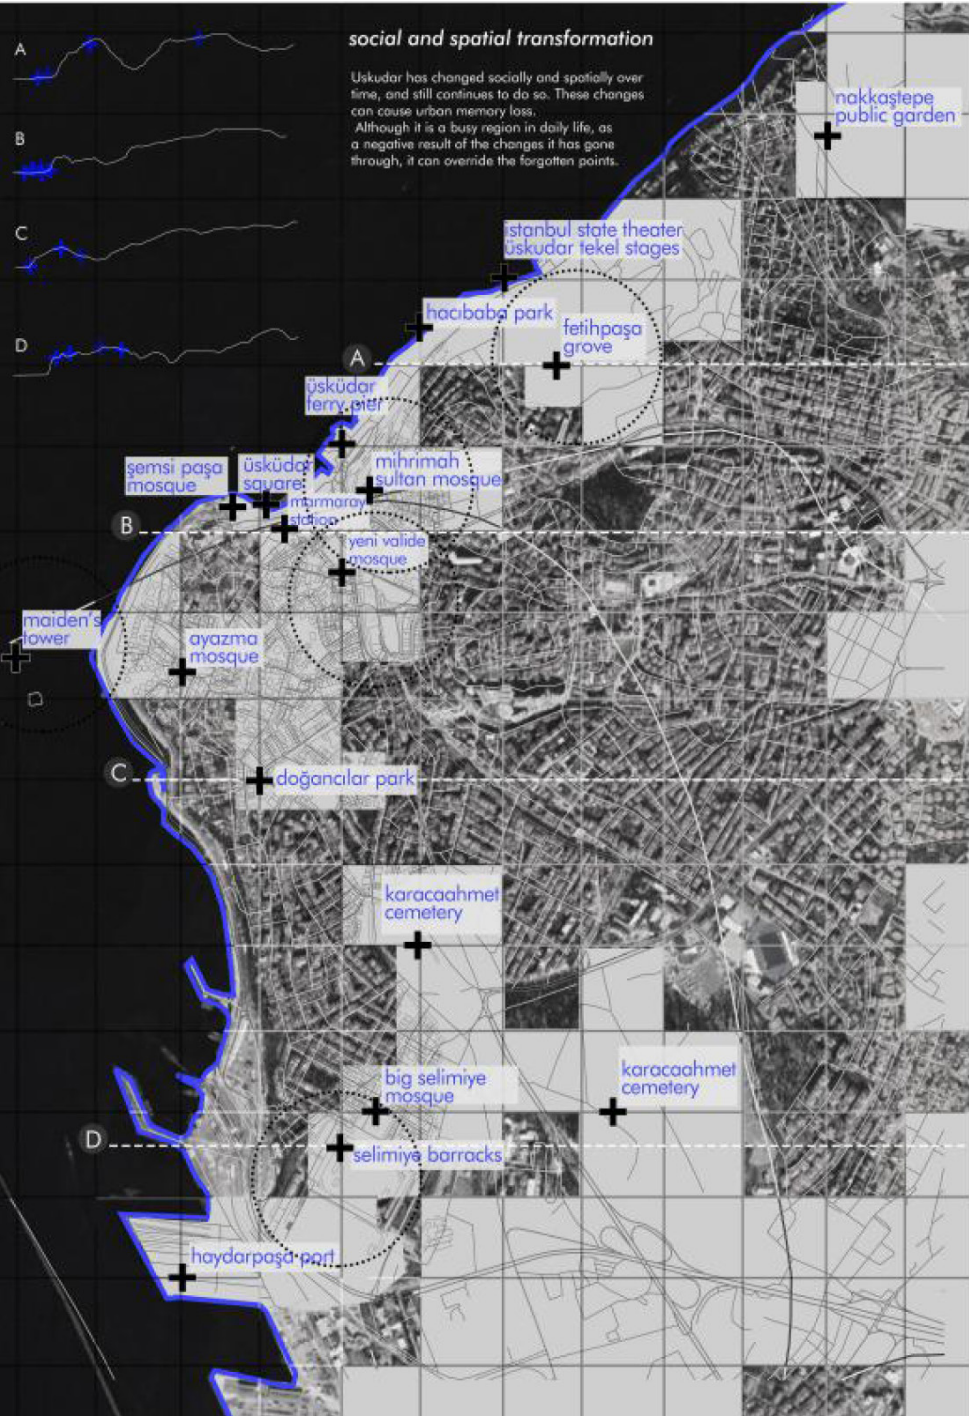 A
B
C
D
social and spatial transformation
Uskudar has changed socially and spatially over
time, and still continues to do so. These changes
can cause urban memory loss.
Although it is a busy region in daily life, as
a negative result of the changes it has gone
through, it can override the forgotten points.
nakkaştepe
public garden
istanbul state theater
üsküdar tekel stages
hacıbaba park
fetihpaşa
grove
A
üsküdar
ferry pier
şemsi paşa
mosque
üsküdar
square
mihrimah
sultan mosque
marmaray
station
B
yeni valide
mosque
maiden's
tower
ayazma
mosque
C
doğancılar park
karacaahmet
cemetery
big selimiye
mosque
karacaahmet
cemetery
D
selimiye barracks
haydarpaşa port